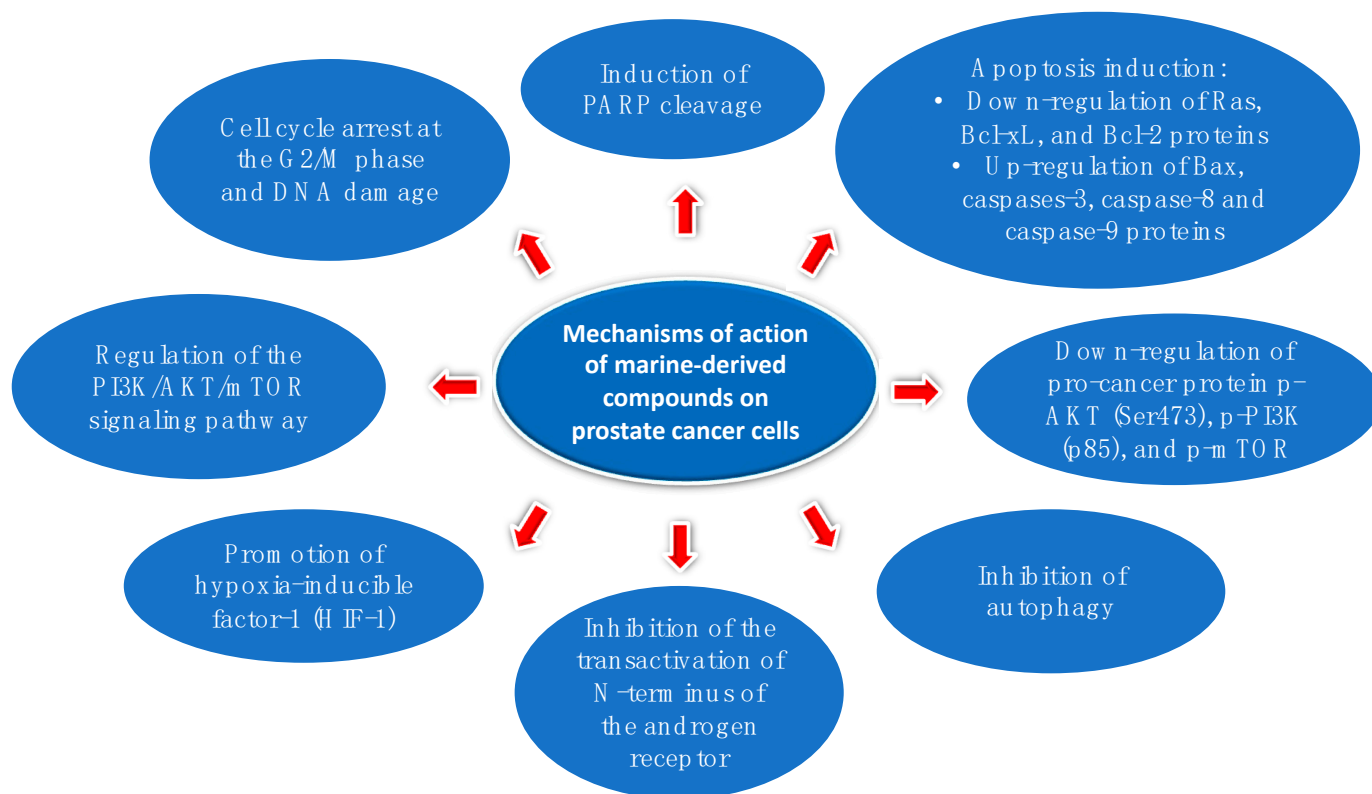 Induction of
PARP cleavage
Apoptosis induction:
• Down-regulation of Ras,
Bcl-xL, and Bcl-2 proteins
• Up-regulation of Bax,
caspases-3, caspase-8 and
caspase-9 proteins
Cell cycle arrest at
the G2/M phase
and DNA damage
Mechanisms of action
of marine-derived
compounds on
prostate cancer cells
Regulation of the
PI3K/AKT/mTOR
signaling pathway
Down-regulation of
pro-cancer protein p-
AKT (Ser473), p-PI3K
(p85), and p-mTOR
Promotion of
hypoxia-inducible
factor-1 (HIF-1)
Inhibition of the
transactivation of
N-terminus of
the androgen
receptor
Inhibition of
autophagy